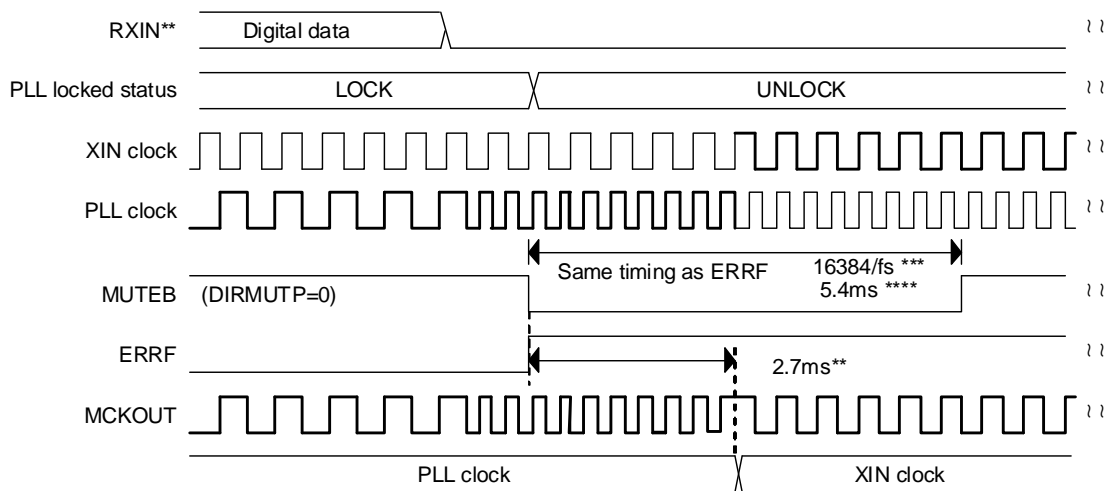 RXIN**
Digital data
PLL locked status
LOCK
UNLOCK
XIN clock
PLL clock
Same timing as ERRF
16384/fs ***
5.4ms ****
MUTEB
(DIRMUTP=0)
ERRF
2.7ms**
MCKOUT
PLL clock
XIN clock